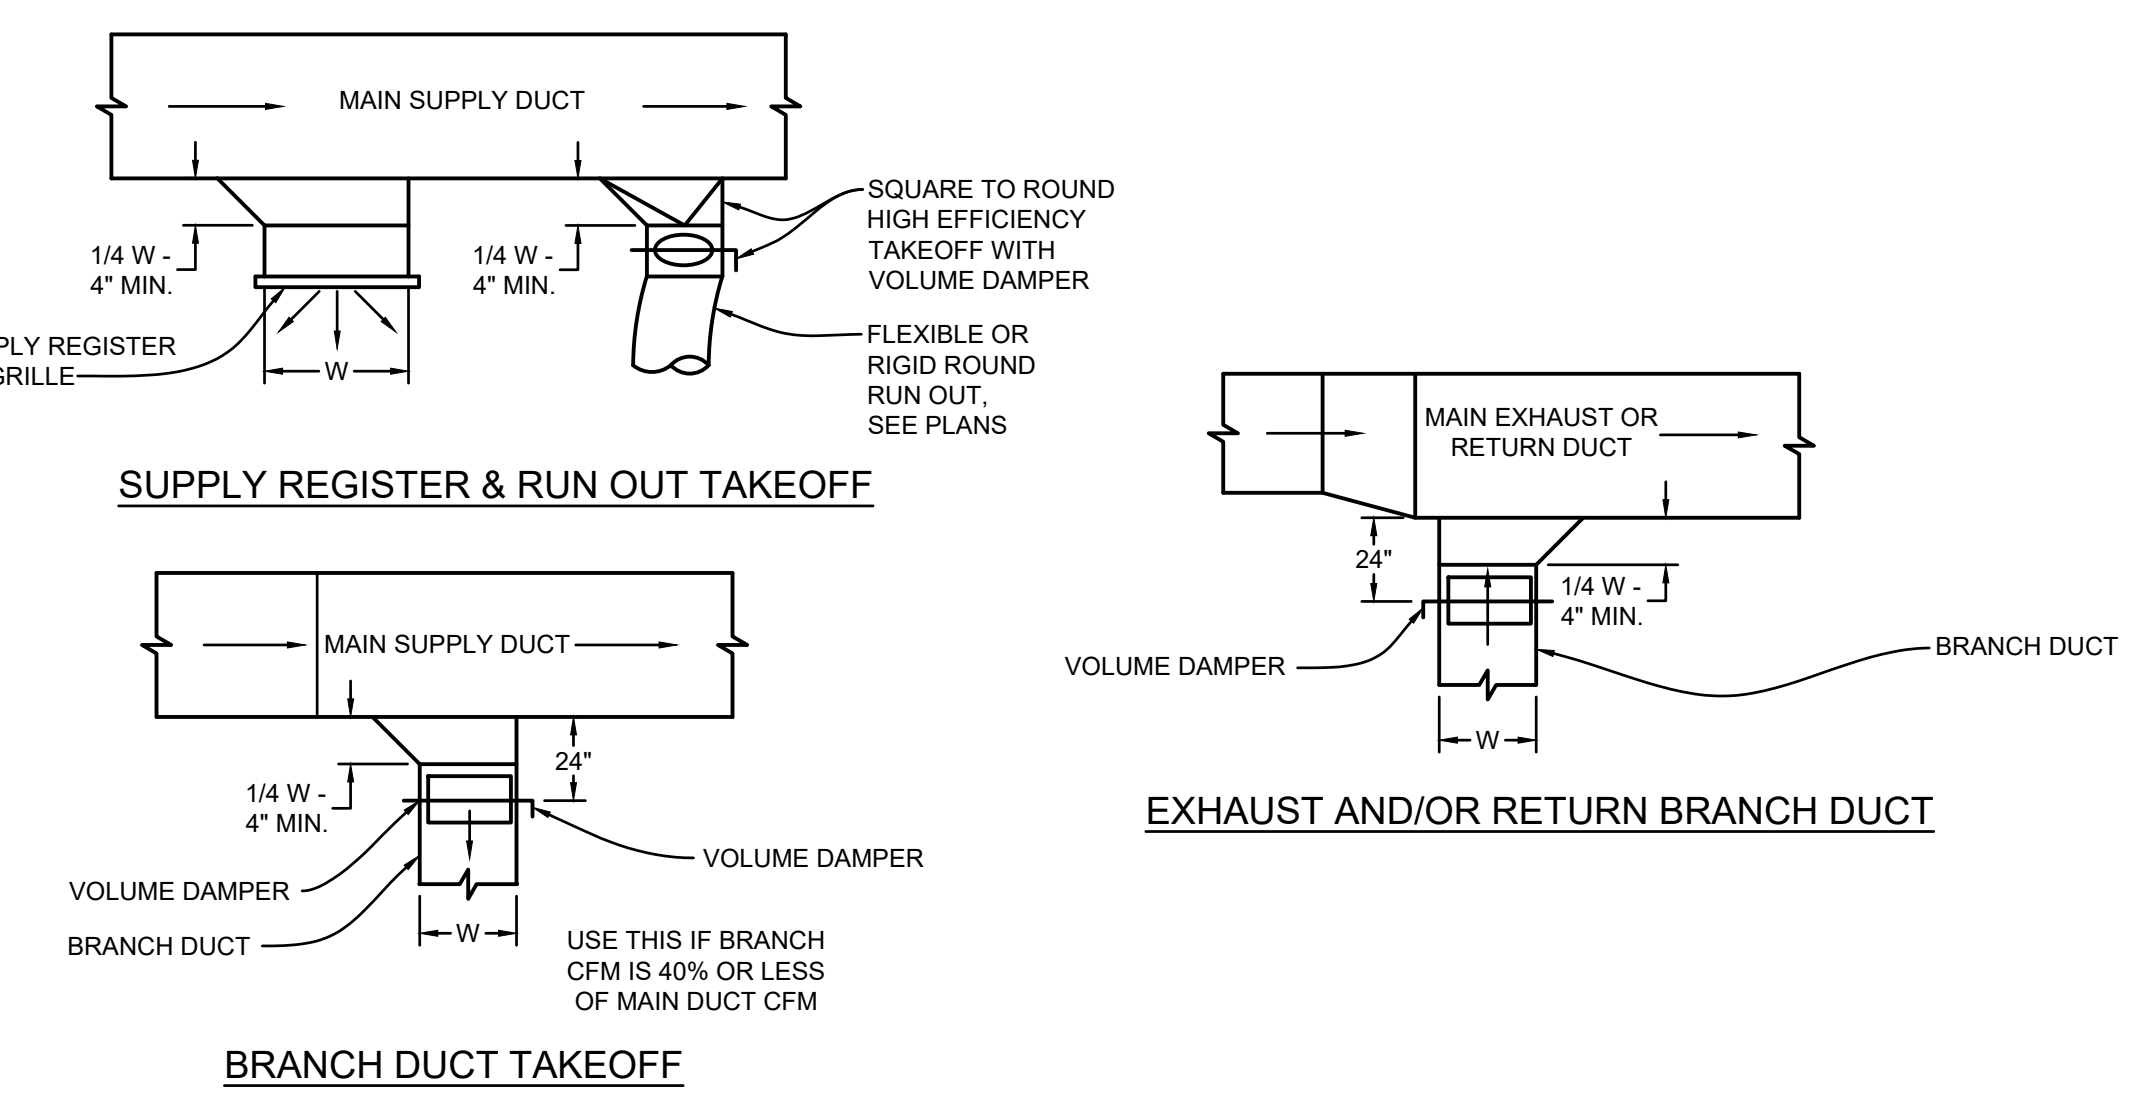 MAIN SUPPLY DUCT
1/4 W -
4" MIN.
1/4 W -
4" MIN.
SQUARE TO ROUND
HIGH EFFICIENCY
TAKEOFF WITH
VOLUME DAMPER
PLY REGISTER
GRILLE
W
FLEXIBLE OR
RIGID ROUND
RUN OUT,
SEE PLANS
SUPPLY REGISTER & RUN OUT TAKEOFF
MAIN SUPPLY DUCT
24"
1/4 W -
4" MIN.
VOLUME DAMPER
VOLUME DAMPER
BRANCH DUCT
W
USE THIS IF BRANCH
CFM IS 40% OR LESS
OF MAIN DUCT CFM
BRANCH DUCT TAKEOFF
MAIN EXHAUST OR
RETURN DUCT
24"
1/4 W -
4" MIN.
VOLUME DAMPER
BRANCH DUCT
W
EXHAUST AND/OR RETURN BRANCH DUCT